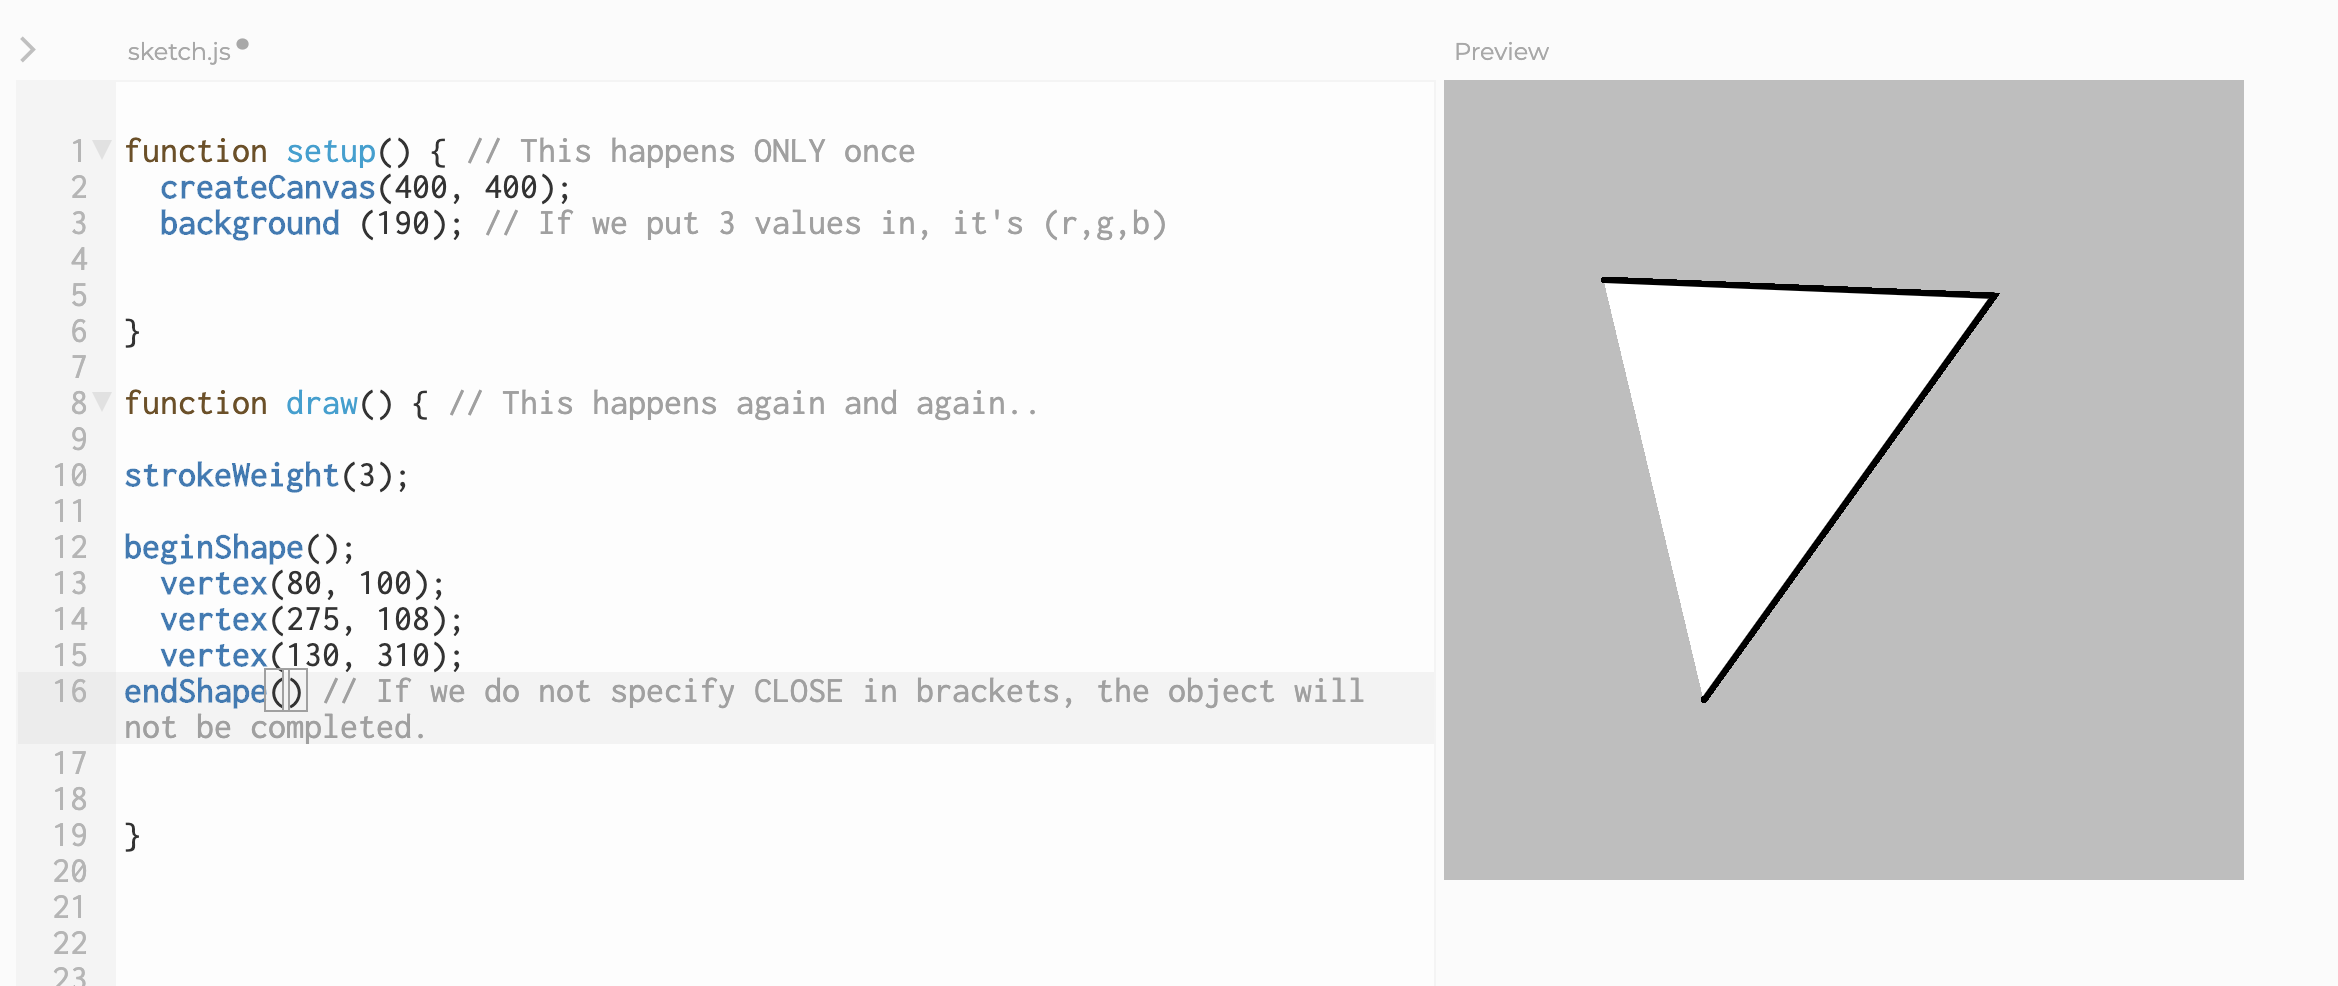 sketch.js
Preview
1 function setup() { // This happens ONLY once
2 createCanvas(400, 400);
3 background (190); // If we put 3 values in, it's (r,g,b)
4
5
6 }
7
8 function draw() { // This happens again and again..
9
10 strokeWeight(3);
11
12 beginShape();
13 vertex(80, 100);
14 vertex(275, 108);
15 vertex(130, 310);
16 endShape() // If we do not specify CLOSE in brackets, the object will
not be completed.
17
18
19 }
20
21
22
23